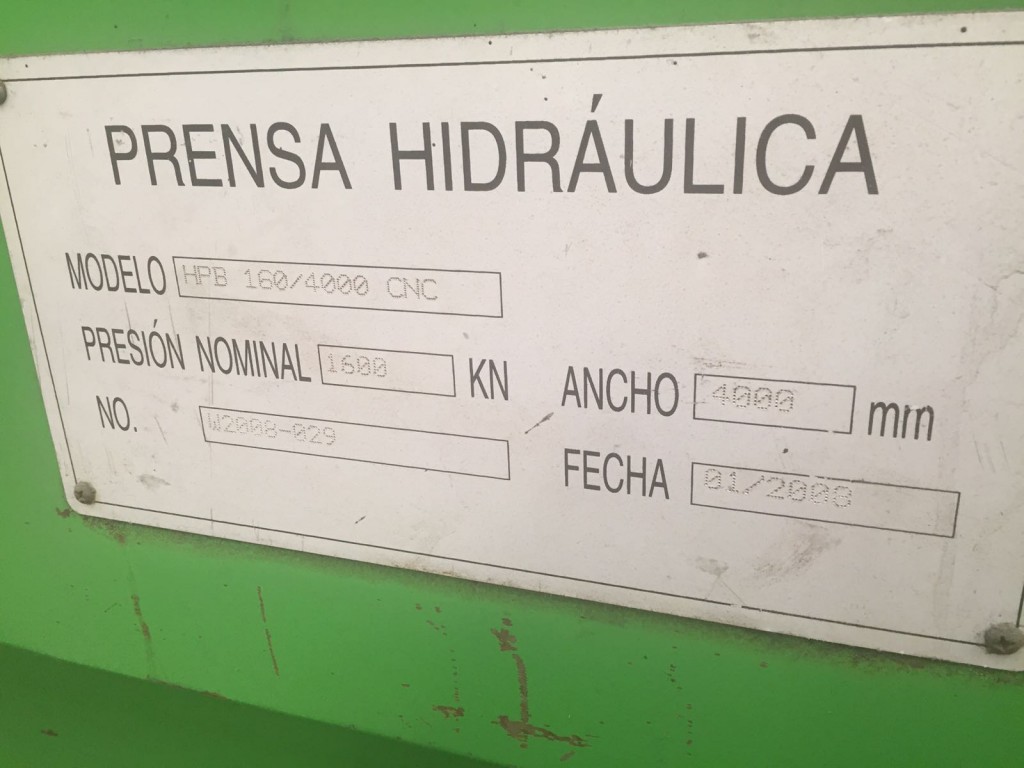 PRENSA HIDRÁULICA
MODELO HPB 160/4000 CNC
PRESIÓN NOMINAL 1600 KN ANCHO 4000 mm
NO. W2008-029 FECHA 01/2008